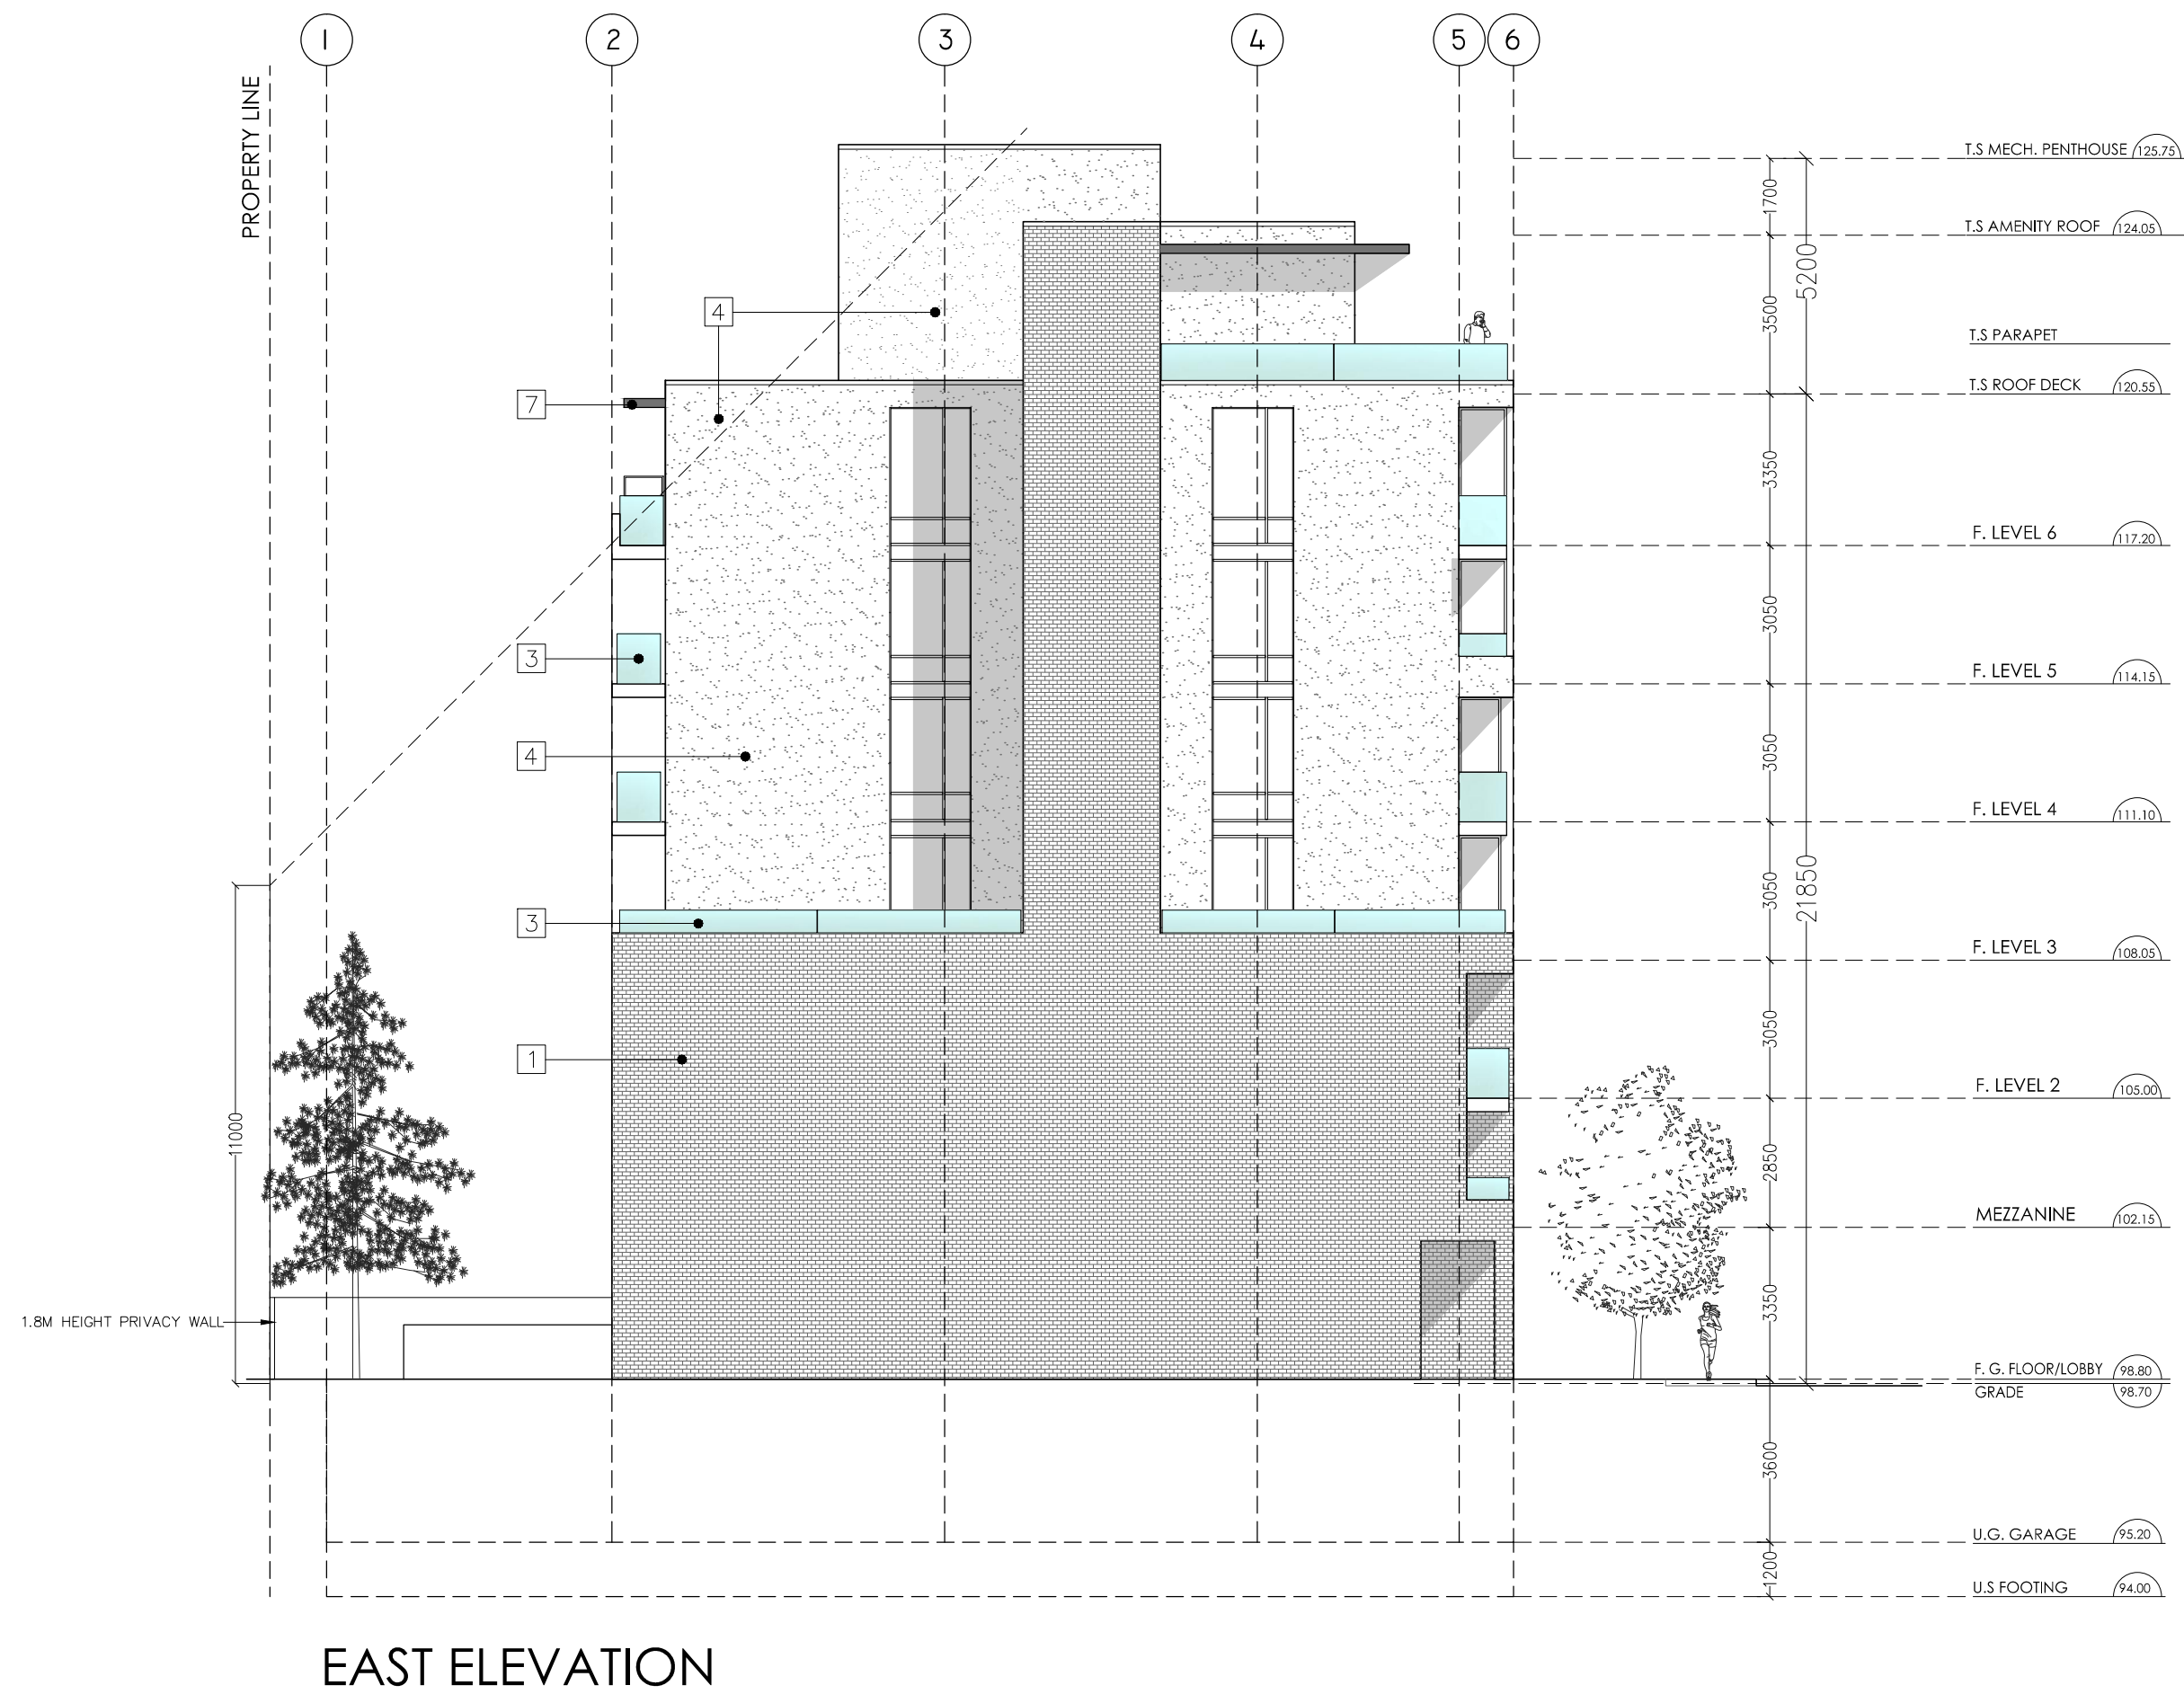 1 2 3 4 5 6
PROPERTY LINE
T.S MECH. PENTHOUSE 125.75
1700
T.S AMENITY ROOF 124.05
5200
4
3500
T.S PARAPET
T.S ROOF DECK 120.55
7
3350
F. LEVEL 6 117.20
3050
3
F. LEVEL 5 114.15
4
3050
F. LEVEL 4 111.10
21850
3050
3
F. LEVEL 3 108.05
3050
1
F. LEVEL 2 105.00
11000
2850
MEZZANINE 102.15
3350
1.8M HEIGHT PRIVACY WALL
F. G. FLOOR/LOBBY 98.80
GRADE 98.70
3600
U.G. GARAGE 95.20
1200
U.S FOOTING 94.00
EAST ELEVATION